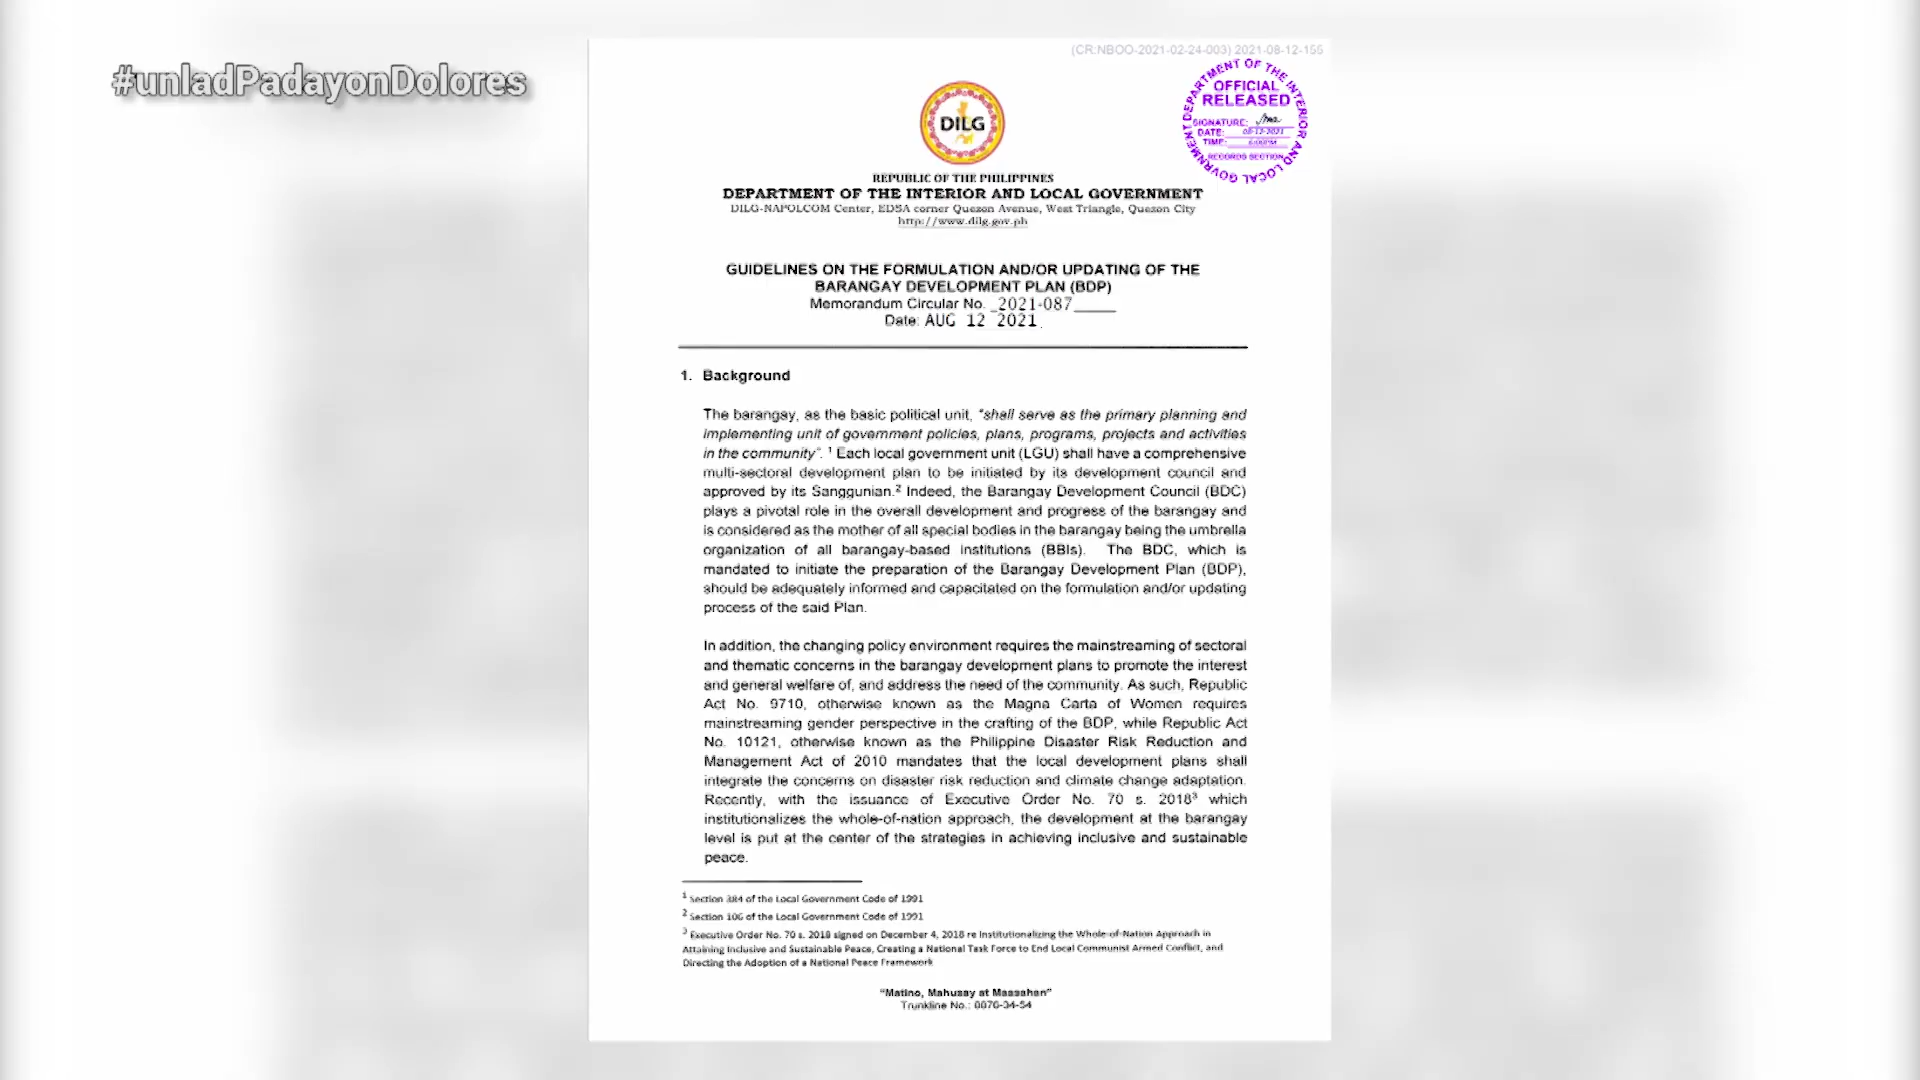 #unladPadayonDolores
(CR:NBOO-2021-02-24-003) 2021-08-12-155
DEPARTMENT OF THE INTERIOR AND LOCAL GOVERNMENT
OFFICIAL
RELEASED
SIGNATURE:
DATE: 08-12-2021
TIME:
RECORDS SECTION
DILG
REPUBLIC OF THE PHILIPPINES
DEPARTMENT OF THE INTERIOR AND LOCAL GOVERNMENT
DILG-NAPOLCOM Center, EDSA corner Quezon Avenue, West Triangle, Quezon City
http://www.dilg.gov.ph
GUIDELINES ON THE FORMULATION AND/OR UPDATING OF THE
BARANGAY DEVELOPMENT PLAN (BDP)
Memorandum Circular No. _2021-087____
Date: AUG 12 2021
1. Background
The barangay, as the basic political unit, "shall serve as the primary planning and
implementing unit of government policies, plans, programs, projects and activities
in the community". ¹ Each local government unit (LGU) shall have a comprehensive
multi-sectoral development plan to be initiated by its development council and
approved by its Sanggunian.² Indeed, the Barangay Development Council (BDC)
plays a pivotal role in the overall development and progress of the barangay and
is considered as the mother of all special bodies in the barangay being the umbrella
organization of all barangay-based institutions (BBIs). The BDC, which is
mandated to initiate the preparation of the Barangay Development Plan (BDP),
should be adequately informed and capacitated on the formulation and/or updating
process of the said Plan.
In addition, the changing policy environment requires the mainstreaming of sectoral
and thematic concerns in the barangay development plans to promote the interest
and general welfare of, and address the need of the community. As such, Republic
Act No. 9710, otherwise known as the Magna Carta of Women requires
mainstreaming gender perspective in the crafting of the BDP, while Republic Act
No. 10121, otherwise known as the Philippine Disaster Risk Reduction and
Management Act of 2010 mandates that the local development plans shall
integrate the concerns on disaster risk reduction and climate change adaptation.
Recently, with the issuance of Executive Order No. 70 s. 2018³ which
institutionalizes the whole-of-nation approach, the development at the barangay
level is put at the center of the strategies in achieving inclusive and sustainable
peace.
¹ Section 384 of the Local Government Code of 1991
² Section 106 of the Local Government Code of 1991
³ Executive Order No. 70 s. 2018 signed on December 4, 2018 re Institutionalizing the Whole-of-Nation Approach in
Attaining Inclusive and Sustainable Peace, Creating a National Task Force to End Local Communist Armed Conflict, and
Directing the Adoption of a National Peace Framework
"Matino, Mahusay at Maasahan"
Trunkline No.: 8876-34-54